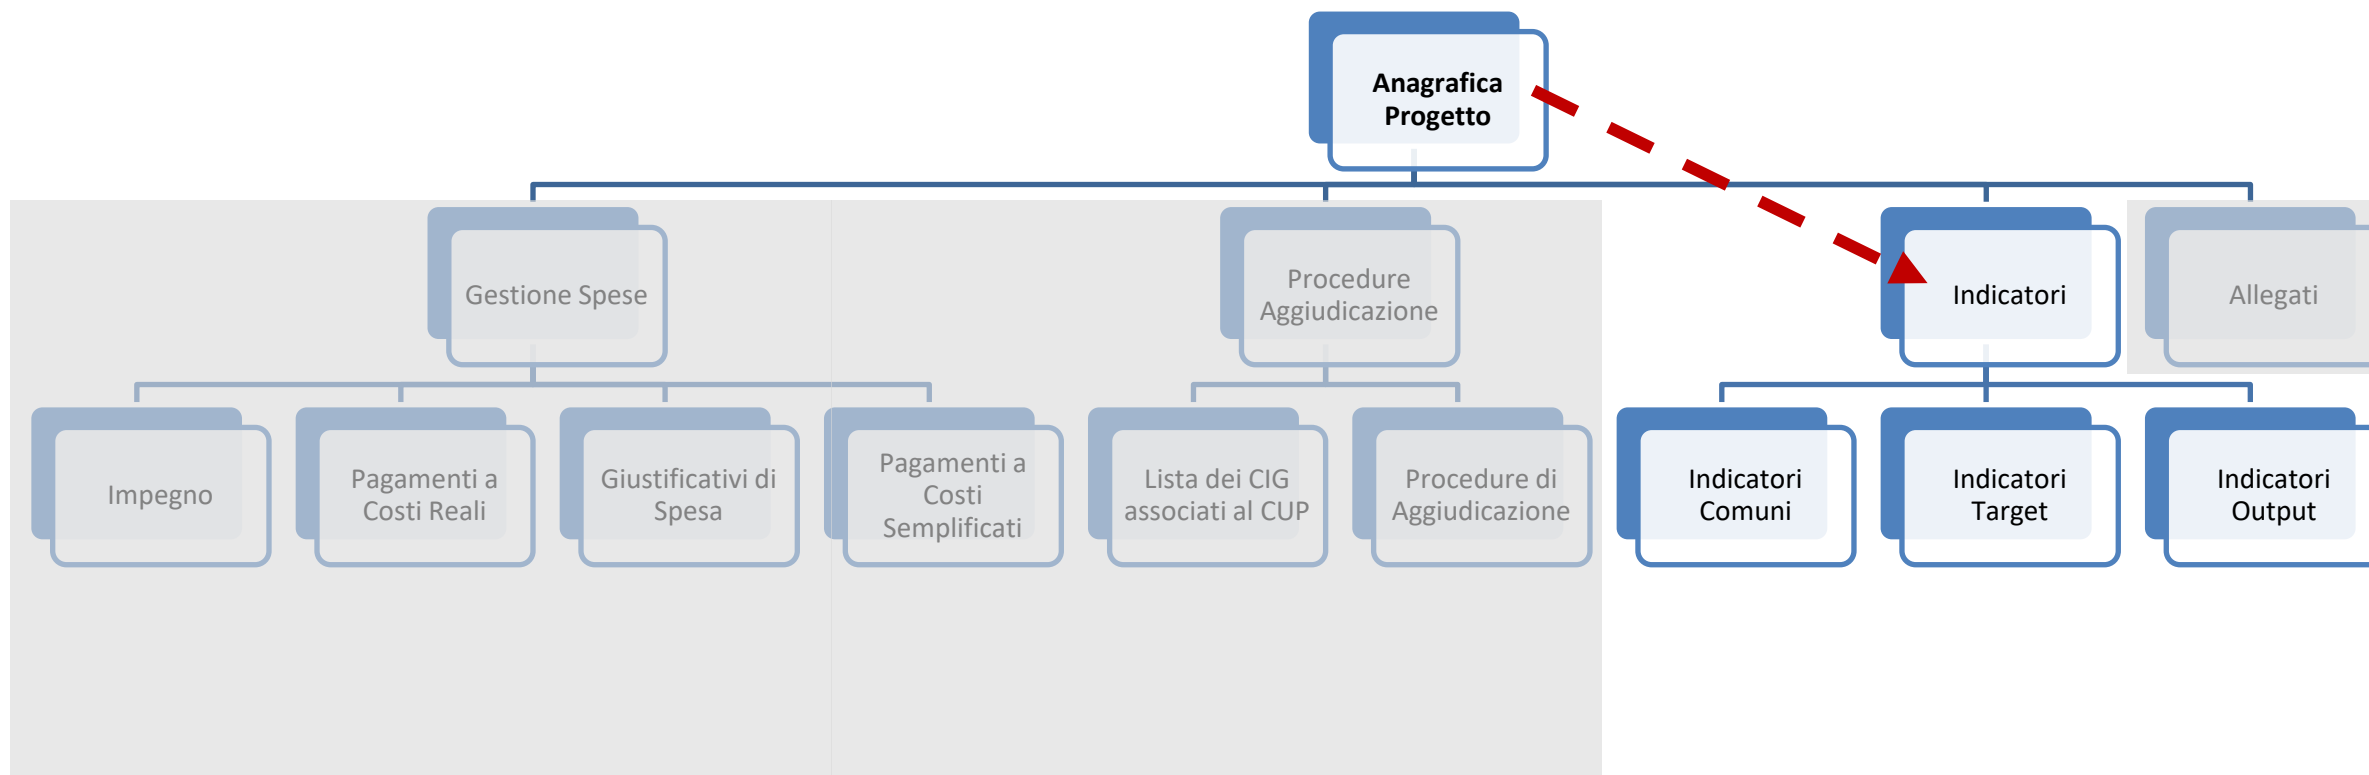 Anagrafica
Progetto
Gestione Spese
Procedure
Aggiudicazione
Indicatori
Allegati
Impegno
Pagamenti a
Costi Reali
Giustificativi di
Spesa
Pagamenti a
Costi
Semplificati
Lista dei CIG
associati al CUP
Procedure di
Aggiudicazione
Indicatori
Comuni
Indicatori
Target
Indicatori
Output